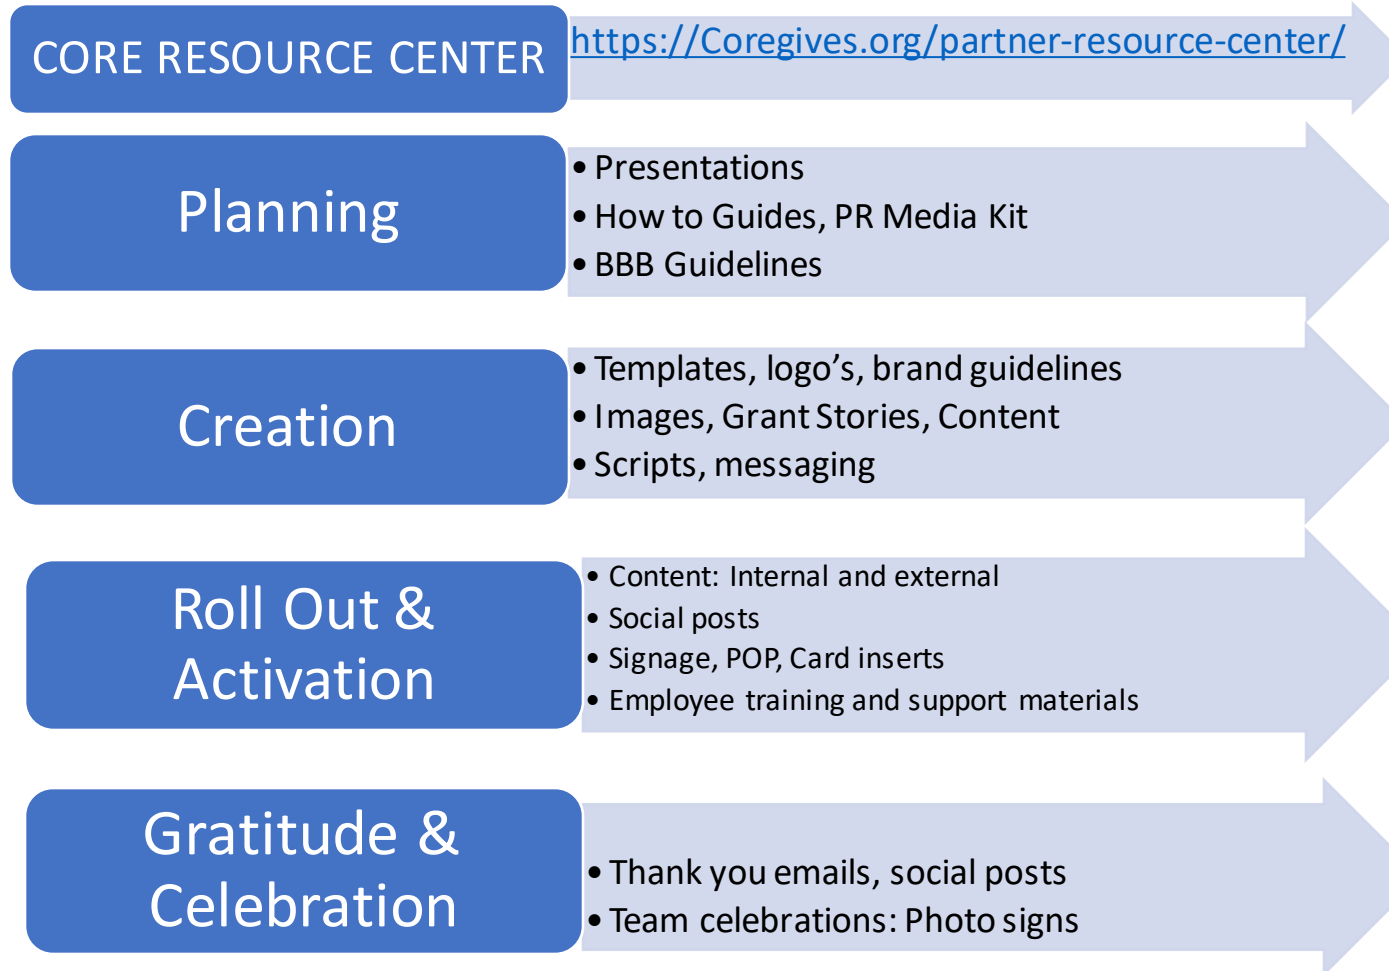 CORE RESOURCE CENTER
https://Coregives.org/partner-resource-center/
Planning
• Presentations
• How to Guides, PR Media Kit
• BBB Guidelines
Creation
• Templates, logo’s, brand guidelines
• Images, Grant Stories, Content
• Scripts, messaging
Roll Out &
Activation
• Content: Internal and external
• Social posts
• Signage, POP, Card inserts
• Employee training and support materials
Gratitude &
Celebration
• Thank you emails, social posts
• Team celebrations: Photo signs